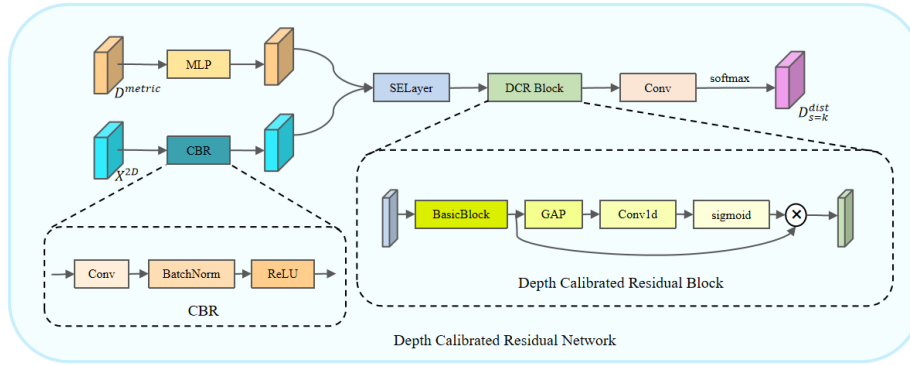 MLP
D^metric
SELayer
DCR Block
Conv
softmax
D^dist_s=k
CBR
X^2D
BasicBlock
GAP
Conv1d
sigmoid
Depth Calibrated Residual Block
Conv
BatchNorm
ReLU
CBR
Depth Calibrated Residual Network